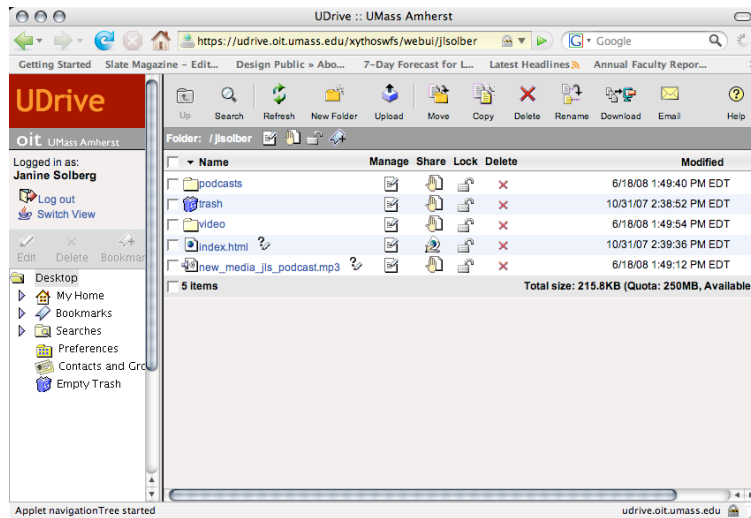 UDrive :: UMass Amherst
https://udrive.oit.umass.edu/xythoswfs/webui/jlsolber
Google
Getting Started Slate Magazine – Edit... Design Public » Abo... 7-Day Forecast for L... Latest Headlines Annual Faculty Repor...
UDrive
Up Search Refresh New Folder Upload Move Copy Delete Rename Download Email Help
oit UMass Amherst
Folder: /jlsolber
Logged in as:
Janine Solberg
Log out
Switch View
Edit Delete Bookmar
Desktop
My Home
Bookmarks
Searches
Preferences
Contacts and Gro
Empty Trash
Name Manage Share Lock Delete Modified
podcasts 6/18/08 1:49:40 PM EDT
trash 10/31/07 2:38:52 PM EDT
video 6/18/08 1:49:54 PM EDT
index.html 10/31/07 2:39:36 PM EDT
new_media_jls_podcast.mp3 6/18/08 1:49:12 PM EDT
5 items Total size: 215.8KB (Quota: 250MB, Available
Applet navigationTree started udrive.oit.umass.edu